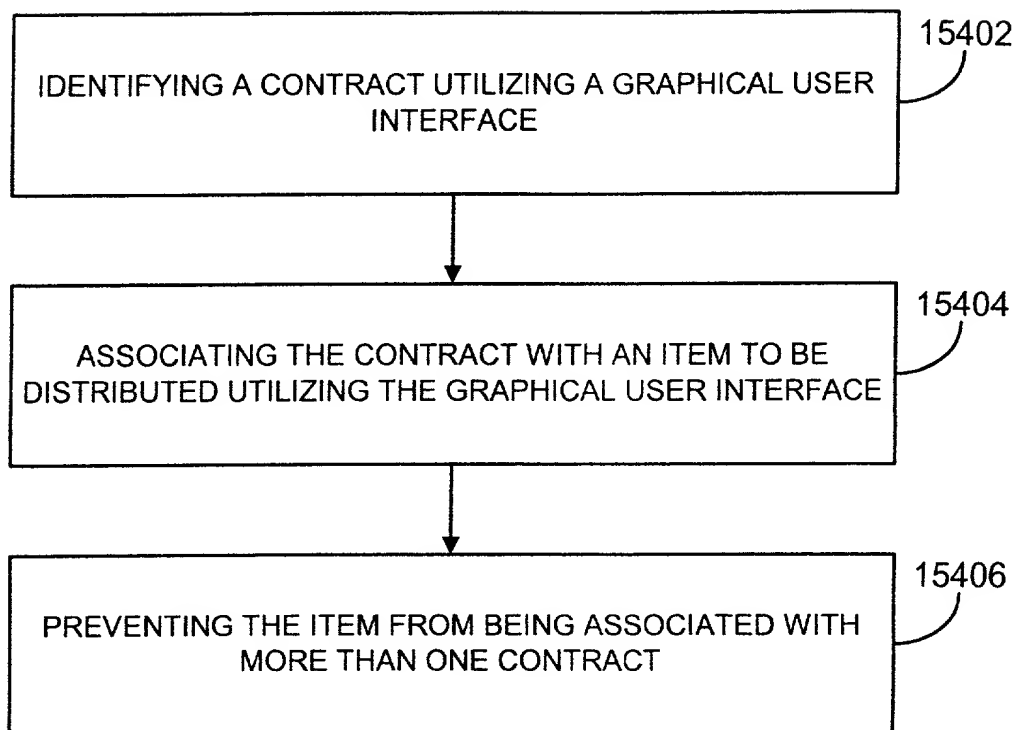 15402
IDENTIFYING A CONTRACT UTILIZING A GRAPHICAL USER
INTERFACE
15404
ASSOCIATING THE CONTRACT WITH AN ITEM TO BE
DISTRIBUTED UTILIZING THE GRAPHICAL USER INTERFACE
15406
PREVENTING THE ITEM FROM BEING ASSOCIATED WITH
MORE THAN ONE CONTRACT